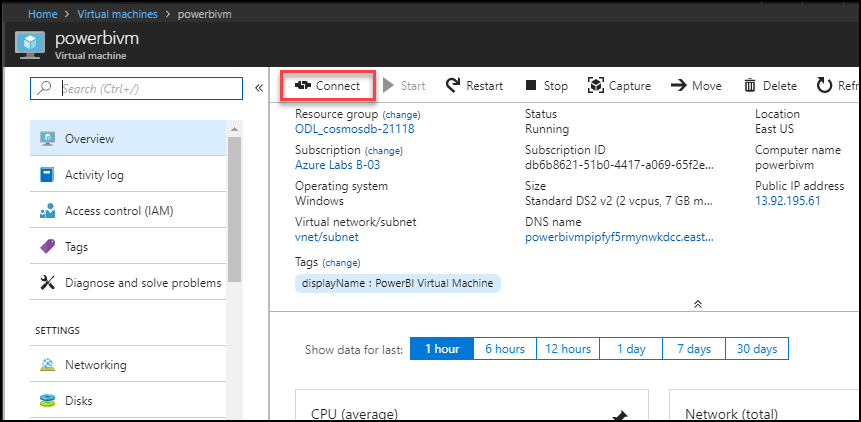 Home > Virtual machines > powerbivm
powerbivm
Virtual machine
Search (Ctrl+/)
«
Overview
Activity log
Access control (IAM)
Tags
Diagnose and solve problems
SETTINGS
Networking
Disks
Connect Start Restart Stop Capture Move Delete Refr
Resource group (change)
ODL_cosmosdb-21118
Status
Running
Location
East US
Subscription (change)
Azure Labs B-03
Subscription ID
db6b8621-51b0-4417-a069-65f2e...
Computer name
powerbivm
Operating system
Windows
Size
Standard DS2 v2 (2 vcpus, 7 GB m...
Public IP address
13.92.195.61
Virtual network/subnet
vnet/subnet
DNS name
powerbivmpipfyf5rmynwkdcc.east...
Tags (change)
displayName : PowerBI Virtual Machine
Show data for last: 1 hour 6 hours 12 hours 1 day 7 days 30 days
CPU (average)
Network (total)